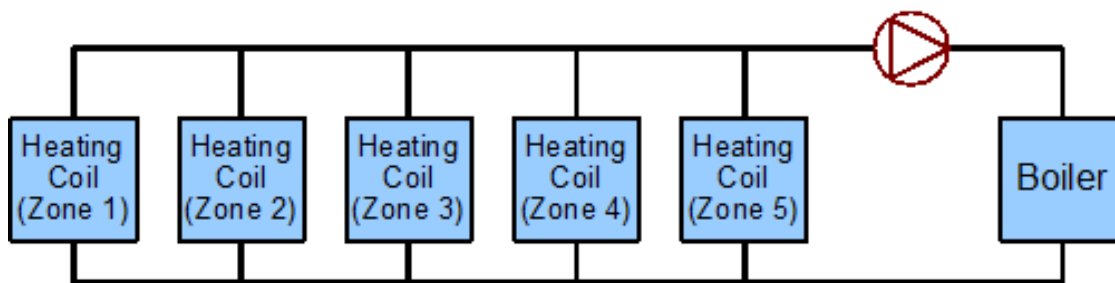 Heating
Coil
(Zone 1)
Heating
Coil
(Zone 2)
Heating
Coil
(Zone 3)
Heating
Coil
(Zone 4)
Heating
Coil
(Zone 5)
Boiler